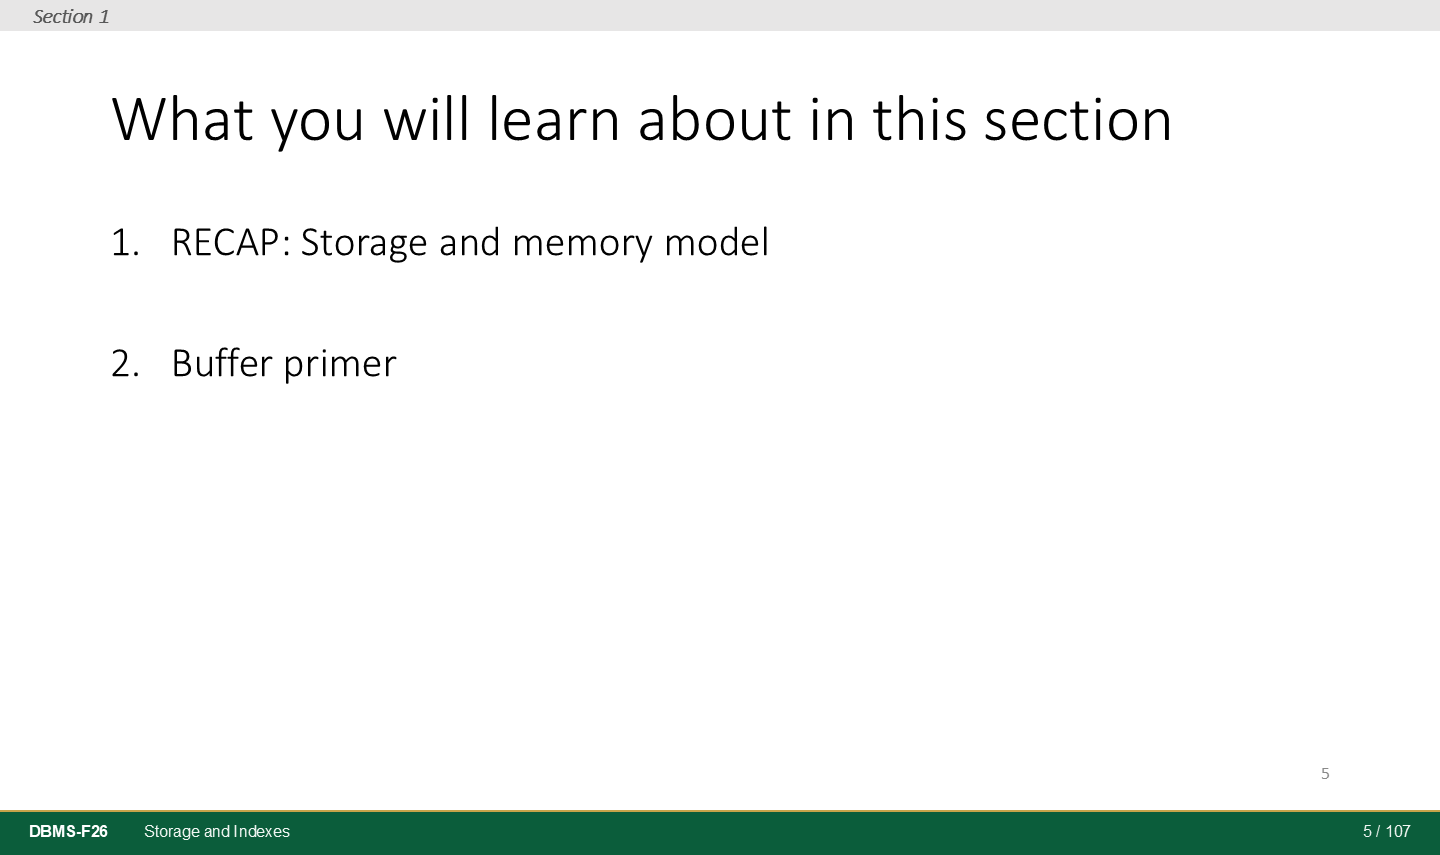 Section 1
What you will learn about in this section
1. RECAP: Storage and memory model
2. Buffer primer
5
DBMS-F26 Storage and Indexes 5 / 107